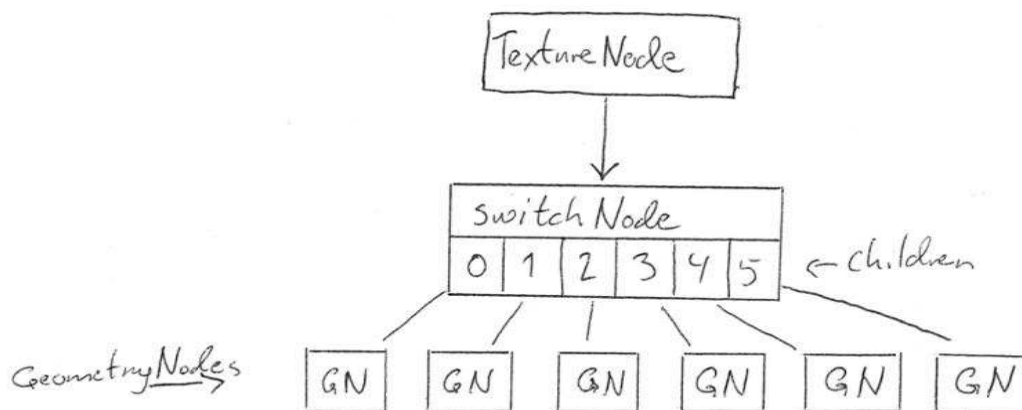 TextureNode
switchNode
0 1 2 3 4 5 ← children
GeometryNodes → GN GN GN GN GN GN